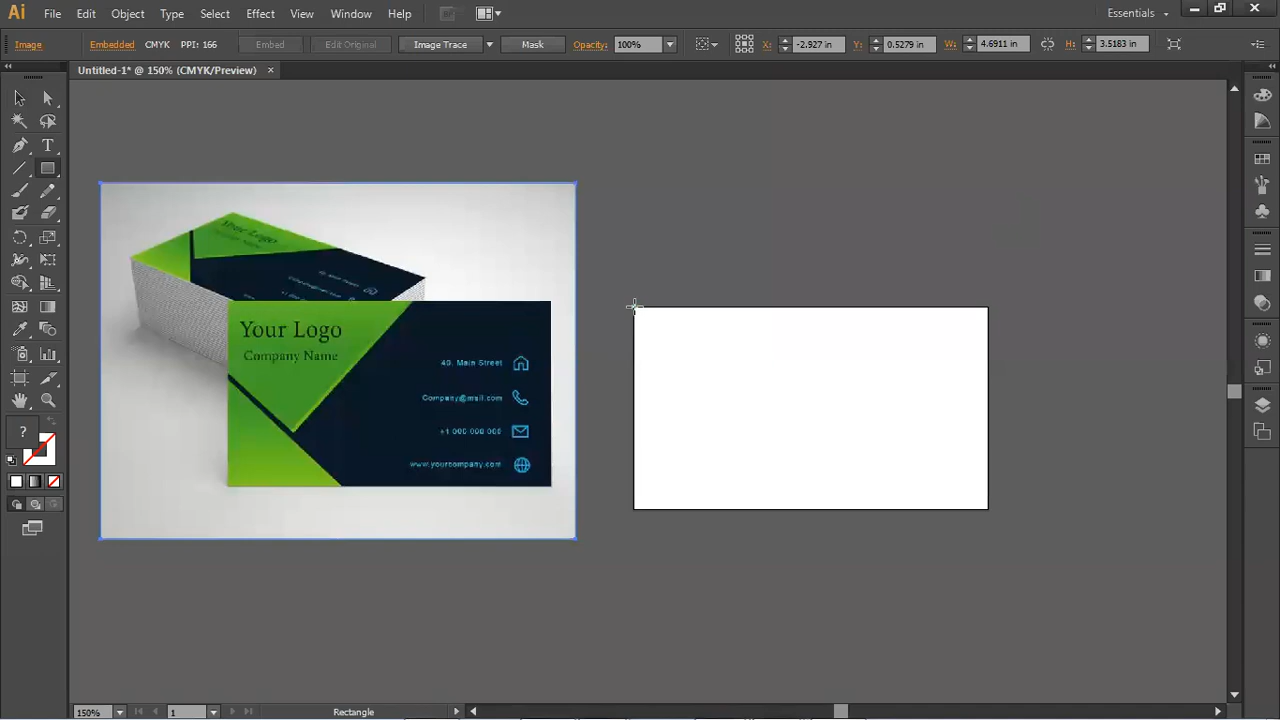 Ai File Edit Object Type Select Effect View Window Help Essentials
Image Embedded CMYK PPI: 166 Embed Edit Original Image Trace Mask Opacity: 100% X: -2.927 in Y: 0.5279 in W: 4.6911 in H: 3.5183 in
Untitled-1* @ 150% (CMYK/Preview)
Your Logo
Your Logo
Company Name
40. Main Street
Company@mail.com
+1 000 000 000
www.yourcompany.com
?
150% 1 Rectangle